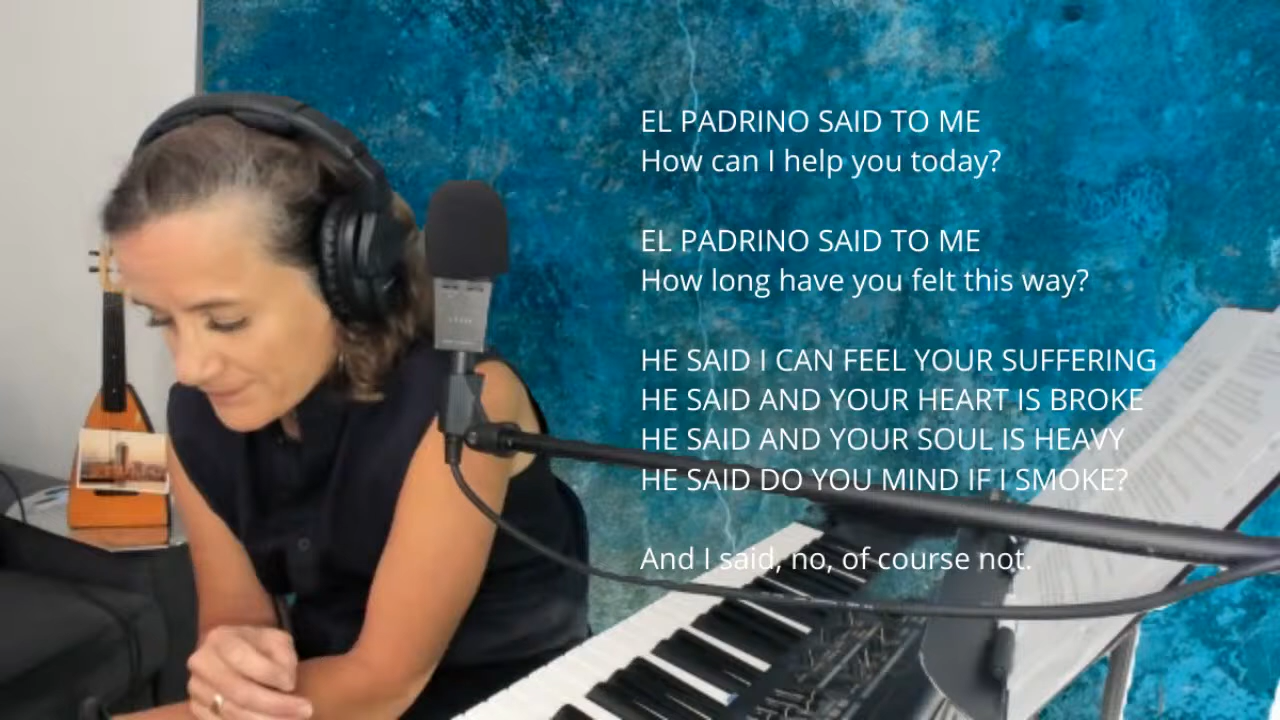 EL PADRINO SAID TO ME
How can I help you today?
EL PADRINO SAID TO ME
How long have you felt this way?
HE SAID I CAN FEEL YOUR SUFFERING
HE SAID AND YOUR HEART IS BROKE
HE SAID AND YOUR SOUL IS HEAVY
HE SAID DO YOU MIND IF I SMOKE?
And I said, no, of course not.